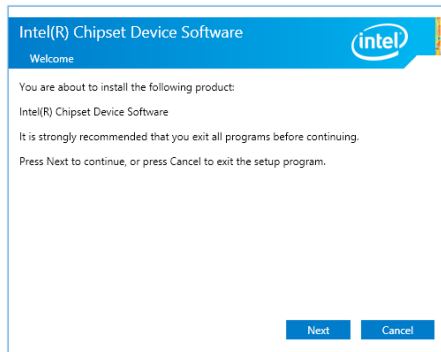 Intel(R) Chipset Device Software
intel
Welcome
You are about to install the following product:
Intel(R) Chipset Device Software
It is strongly recommended that you exit all programs before continuing.
Press Next to continue, or press Cancel to exit the setup program.
Next Cancel